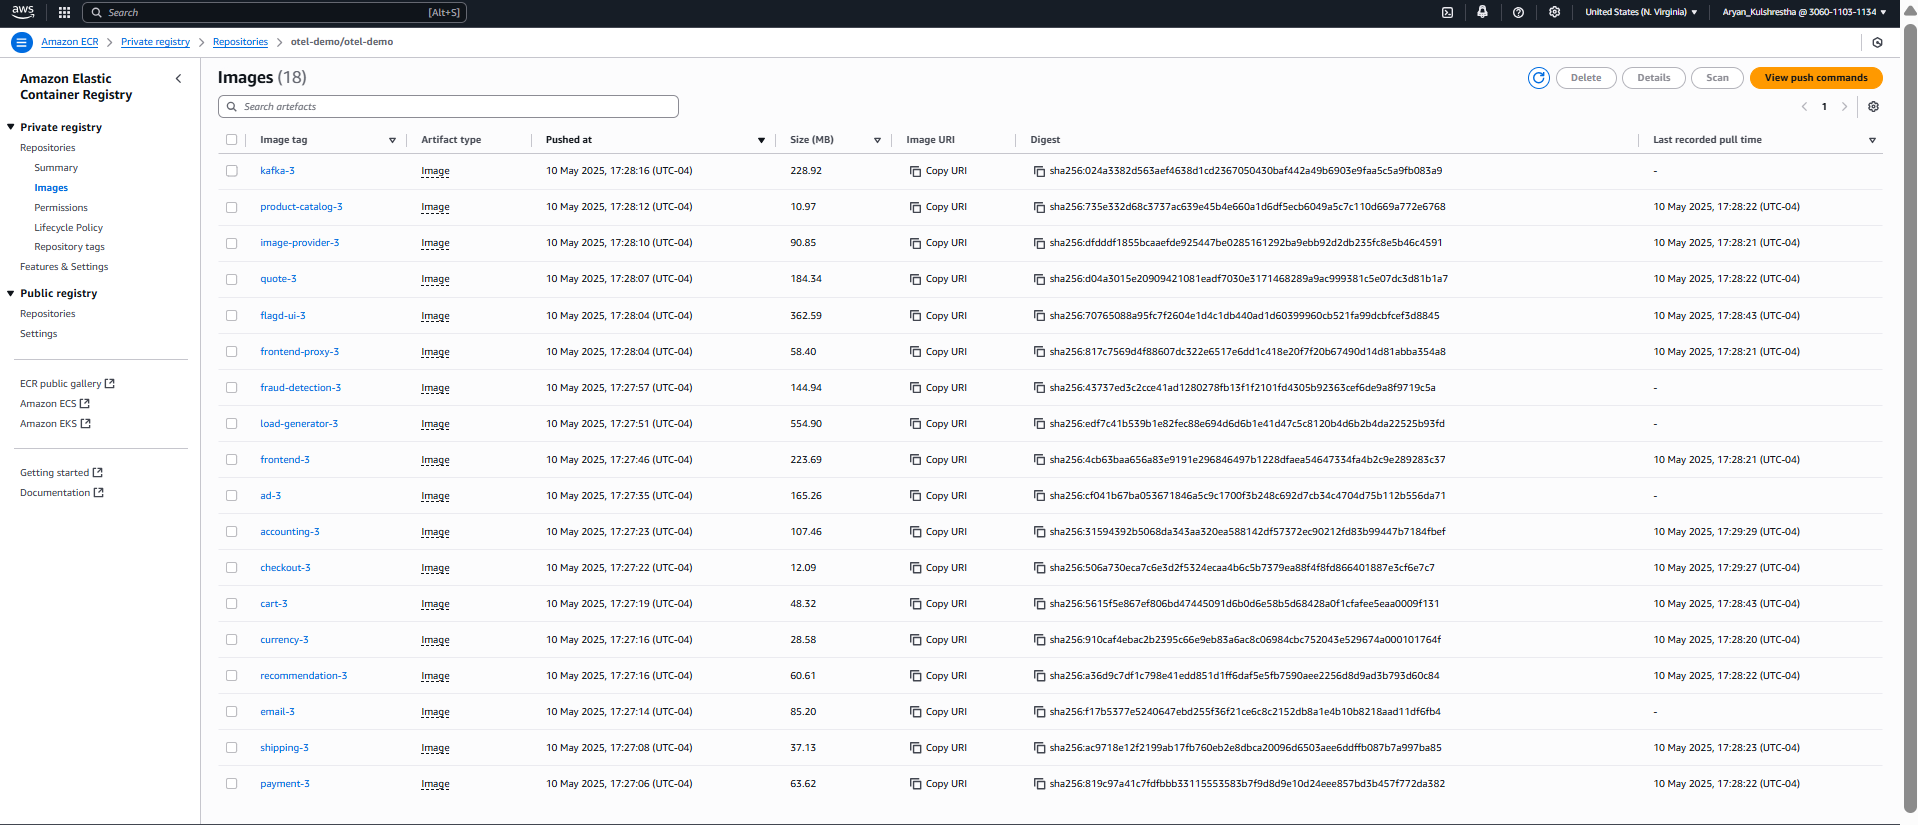 aws Search [Alt+S] United States (N. Virginia) Aryan_Kulshrestha @ 3060-1103-1134
Amazon ECR > Private registry > Repositories > otel-demo/otel-demo
Amazon Elastic Container Registry
Private registry
Repositories
Summary
Images
Permissions
Lifecycle Policy
Repository tags
Features & Settings
Public registry
Repositories
Settings
ECR public gallery
Amazon ECS
Amazon EKS
Getting started
Documentation
Images (18) Delete Details Scan View push commands
Search artefacts 1
Image tag Artifact type Pushed at Size (MB) Image URI Digest Last recorded pull time
kafka-3 Image 10 May 2025, 17:28:16 (UTC-04) 228.92 Copy URI sha256:024a3382d563aef4638d1cd2367050430baf442a49b6903e9faa5c5a9fb083a9 -
product-catalog-3 Image 10 May 2025, 17:28:12 (UTC-04) 10.97 Copy URI sha256:735e332d68c3737ac639e45b4e660a1d6df5ecb6049a5c7c110d669a772e6768 10 May 2025, 17:28:22 (UTC-04)
image-provider-3 Image 10 May 2025, 17:28:10 (UTC-04) 90.85 Copy URI sha256:dfdddf1855bcaaefde925447be0285161292ba9ebb92d2db235fc8e5b46c4591 10 May 2025, 17:28:21 (UTC-04)
quote-3 Image 10 May 2025, 17:28:07 (UTC-04) 184.34 Copy URI sha256:d04a3015e20909421081eadf7030e3171468289a9ac999381c5e07dc3d81b1a7 10 May 2025, 17:28:22 (UTC-04)
flagd-ui-3 Image 10 May 2025, 17:28:04 (UTC-04) 362.59 Copy URI sha256:70765088a95fc7f2604e1d4c1db440ad1d60399960cb521fa99dcbfcef3d8845 10 May 2025, 17:28:43 (UTC-04)
frontend-proxy-3 Image 10 May 2025, 17:28:04 (UTC-04) 58.40 Copy URI sha256:817c7569d4f88607dc322e6517e6dd1c418e20f7f20b67490d14d81abba354a8 10 May 2025, 17:28:21 (UTC-04)
fraud-detection-3 Image 10 May 2025, 17:27:57 (UTC-04) 144.94 Copy URI sha256:43737ed3c2cce41ad1280278fb13f1f2101fd4305b92363cef6de9a8f9719c5a -
load-generator-3 Image 10 May 2025, 17:27:51 (UTC-04) 554.90 Copy URI sha256:edf7c41b539b1e82fec88e694d6d6b1e41d47c5c8120b4d6b2b4da22525b93fd -
frontend-3 Image 10 May 2025, 17:27:46 (UTC-04) 223.69 Copy URI sha256:4cb63baa656a83e9191e296846497b1228dfaea54647334fa4b2c9e289283c37 10 May 2025, 17:28:21 (UTC-04)
ad-3 Image 10 May 2025, 17:27:35 (UTC-04) 165.26 Copy URI sha256:cf041b67ba053671846a5c9c1700f3b248c692d7cb34c4704d75b112b556da71 -
accounting-3 Image 10 May 2025, 17:27:23 (UTC-04) 107.46 Copy URI sha256:31594392b5068da343aa320ea588142df57372ec90212fd83b99447b7184fbef 10 May 2025, 17:29:29 (UTC-04)
checkout-3 Image 10 May 2025, 17:27:22 (UTC-04) 12.09 Copy URI sha256:506a730eca7c6e3d2f5324ecaa4b6c5b7379ea88f4f8fd866401887e3cf6e7c7 10 May 2025, 17:29:27 (UTC-04)
cart-3 Image 10 May 2025, 17:27:19 (UTC-04) 48.32 Copy URI sha256:5615f5e867ef806bd47445091d6b0d6e58b5d68428a0f1cfafee5eaa0009f131 10 May 2025, 17:28:43 (UTC-04)
currency-3 Image 10 May 2025, 17:27:16 (UTC-04) 28.58 Copy URI sha256:910caf4ebac2b2395c66e9eb83a6ac8c06984cbc752043e529674a000101764f 10 May 2025, 17:28:20 (UTC-04)
recommendation-3 Image 10 May 2025, 17:27:16 (UTC-04) 60.61 Copy URI sha256:a36d9c7df1c798e41edd851d1ff6daf5e5fb7590aee2256d8d9ad3b793d60c84 10 May 2025, 17:28:22 (UTC-04)
email-3 Image 10 May 2025, 17:27:14 (UTC-04) 85.20 Copy URI sha256:f17b5377e5240647ebd255f36f21ce6c8c2152db8a1e4b10b8218aad11df6fb4 -
shipping-3 Image 10 May 2025, 17:27:08 (UTC-04) 37.13 Copy URI sha256:ac9718e12f2199ab17fb760eb2e8dbca20096d6503aee6ddffb087b7a997ba85 10 May 2025, 17:28:23 (UTC-04)
payment-3 Image 10 May 2025, 17:27:06 (UTC-04) 63.62 Copy URI sha256:819c97a41c7fdfbbb33115553583b7f9d8d9e10d24eee857bd3b457f772da382 10 May 2025, 17:28:22 (UTC-04)